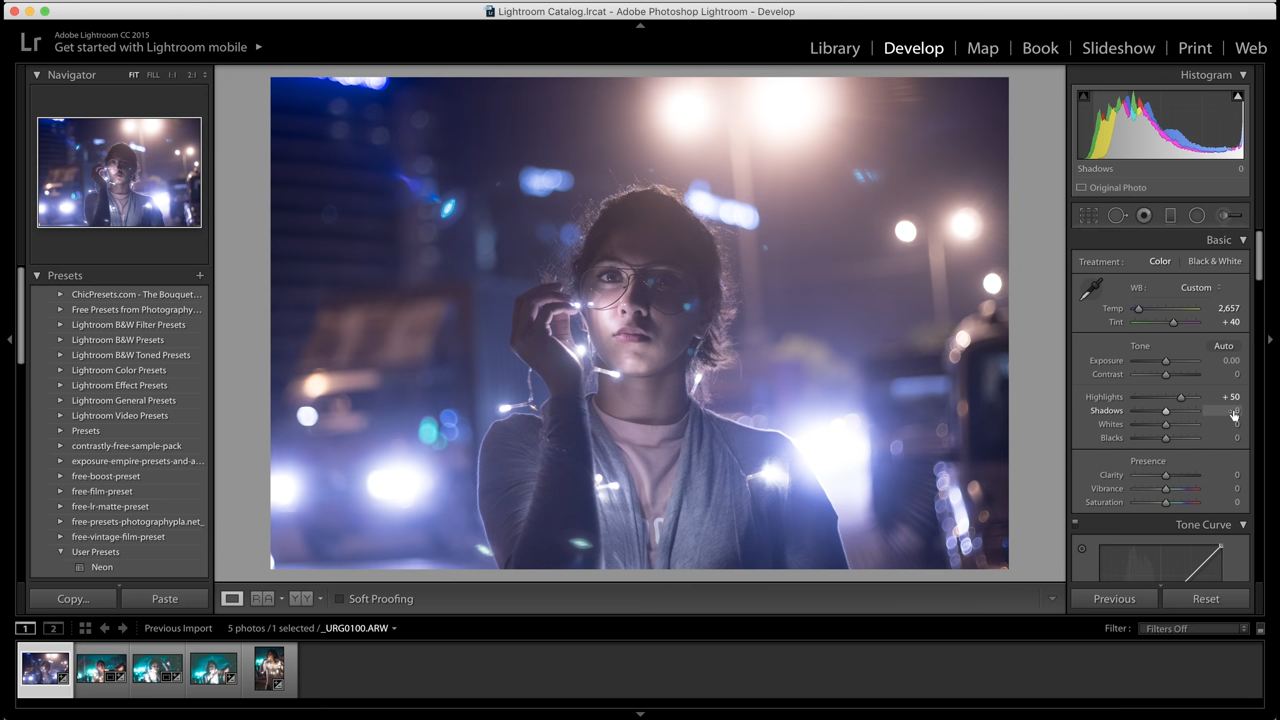 Lightroom Catalog.lrcat - Adobe Photoshop Lightroom - Develop
Lr
Adobe Lightroom CC 2015
Get started with Lightroom mobile
Library | Develop | Map | Book | Slideshow | Print | Web
Navigator FIT FILL 1:1 2:1
Presets +
ChicPresets.com - The Bouquet...
Free Presets from Photography...
Lightroom B&W Filter Presets
Lightroom B&W Presets
Lightroom B&W Toned Presets
Lightroom Color Presets
Lightroom Effect Presets
Lightroom General Presets
Lightroom Video Presets
Presets
contrastly-free-sample-pack
exposure-empire-presets-and-a...
free-boost-preset
free-film-preset
free-lr-matte-preset
free-presets-photographypla.net_
free-vintage-film-preset
User Presets
Neon
Copy... Paste
RA YY Soft Proofing
Histogram
Shadows 0
Original Photo
Basic
Treatment : Color Black & White
WB : Custom
Temp 2,657
Tint + 40
Tone Auto
Exposure 0.00
Contrast 0
Highlights + 50
Shadows
Whites 0
Blacks 0
Presence
Clarity 0
Vibrance 0
Saturation 0
Tone Curve
Previous Reset
1 2 Previous Import 5 photos /1 selected /_URG0100.ARW
Filter : Filters Off